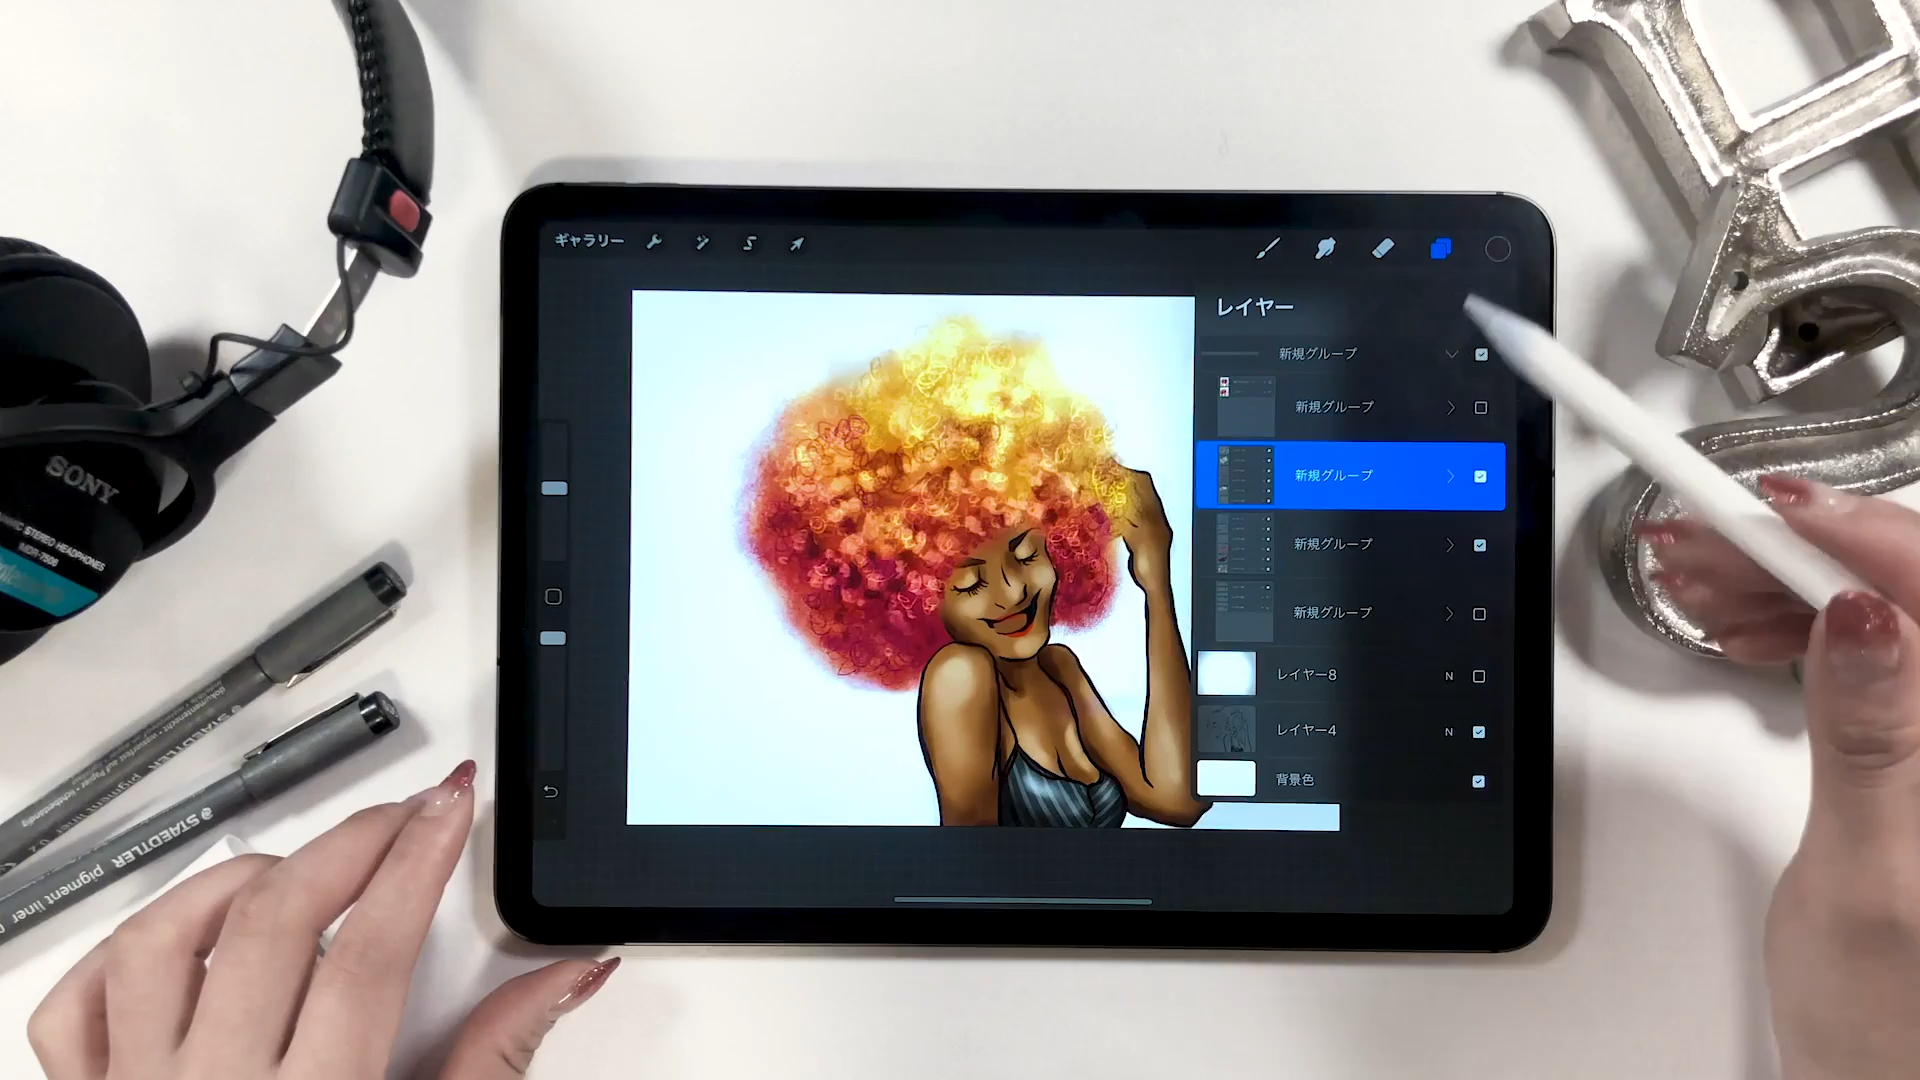 ギャラリー
レイヤー
新規グループ
新規グループ
新規グループ
新規グループ
新規グループ
レイヤー8
N
レイヤー4
N
背景色
SONY
STEREO HEADPHONES
MDR-7506
STAEDTLER
STAEDTLER
pigment liner